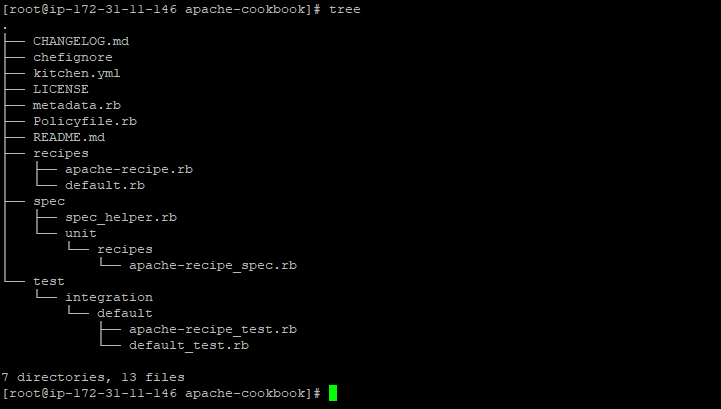 [root@ip-172-31-11-146 apache-cookbook]# tree
.
├── CHANGELOG.md
├── chefignore
├── kitchen.yml
├── LICENSE
├── metadata.rb
├── Policyfile.rb
├── README.md
├── recipes
│   ├── apache-recipe.rb
│   └── default.rb
├── spec
│   ├── spec_helper.rb
│   └── unit
│       └── recipes
│           └── apache-recipe_spec.rb
└── test
    └── integration
        └── default
            ├── apache-recipe_test.rb
            └── default_test.rb

7 directories, 13 files
[root@ip-172-31-11-146 apache-cookbook]#